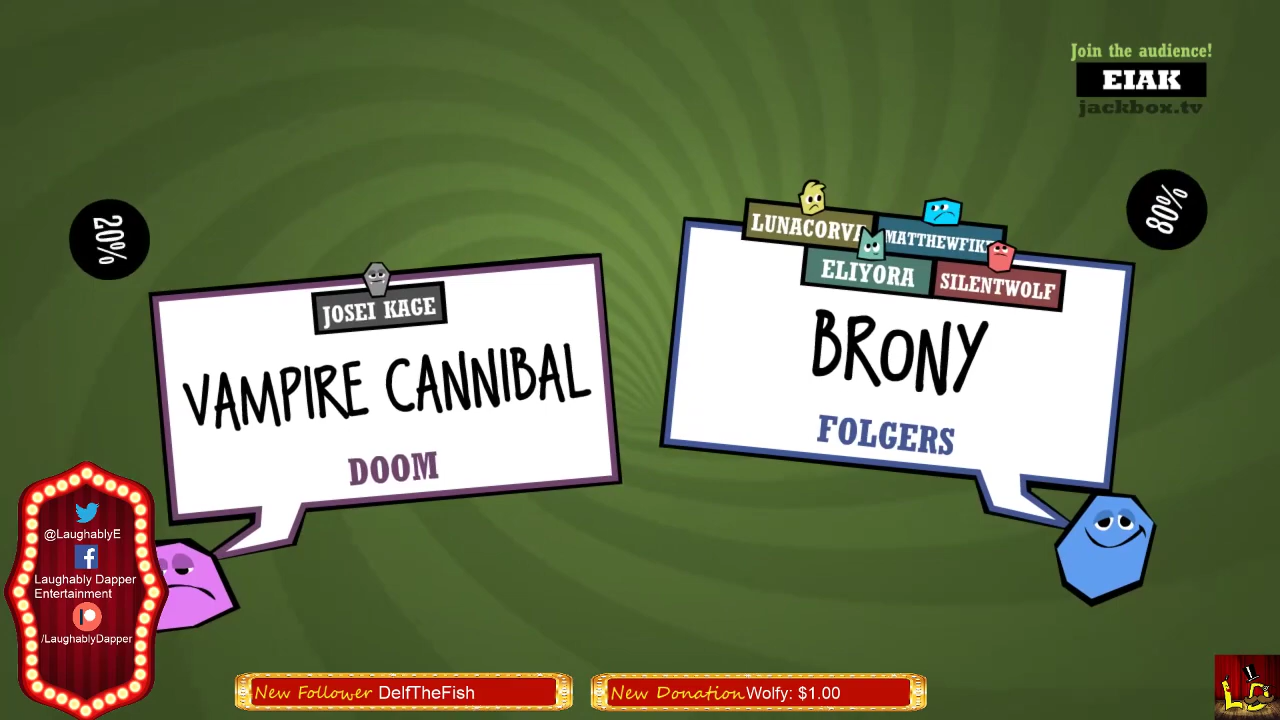 Join the audience!
EIAK
jackbox.tv
20%
80%
JOSEI KAGE
VAMPIRE CANNIBAL
DOOM
LUNACORVI
MATTHEWFIK
ELIYORA
SILENTWOLF
BRONY
FOLGERS
@LaughablyE
Laughably Dapper
Entertainment
/LaughablyDapper
New Follower DelfTheFish
New Donation Wolfy: $1.00
LD